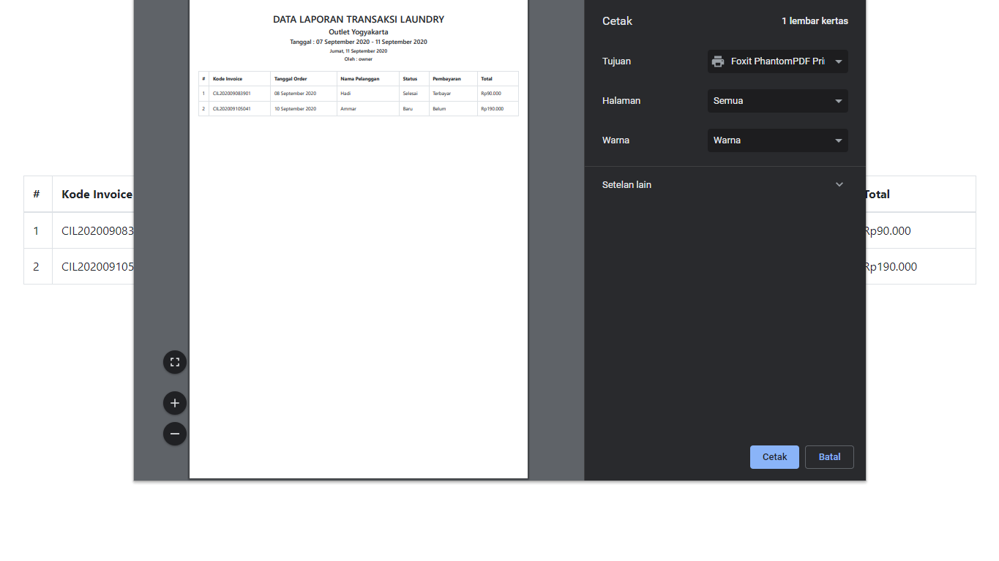 DATA LAPORAN TRANSAKSI LAUNDRY
Outlet Yogyakarta
Tanggal : 07 September 2020 - 11 September 2020
Jumat, 11 September 2020
Oleh : owner
# Kode Invoice Tanggal Order Nama Pelanggan Status Pembayaran Total
1 CIL202009083901 08 September 2020 Hadi Selesai Terbayar Rp90.000
2 CIL202009105041 10 September 2020 Ammar Baru Belum Rp190.000
Cetak 1 lembar kertas
Tujuan Foxit PhantomPDF Pri
Halaman Semua
Warna Warna
Setelan lain
Cetak Batal
# Kode Invoice Total
1 CIL202009083 Rp90.000
2 CIL202009105 Rp190.000